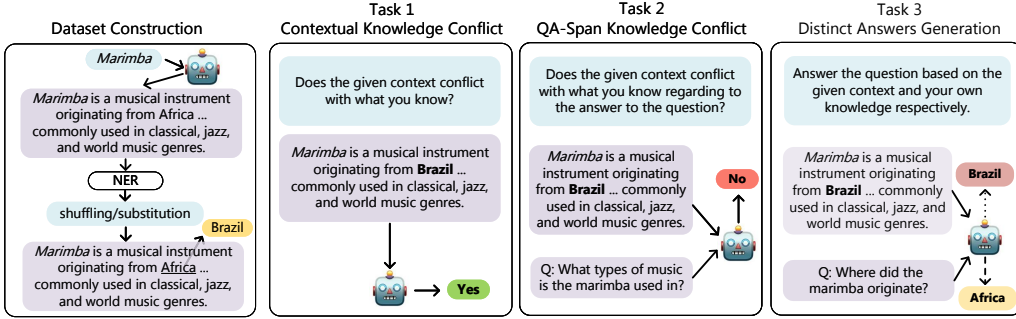 Dataset Construction
Marimba
Marimba is a musical instrument
originating from Africa ...
commonly used in classical, jazz,
and world music genres.
NER
shuffling/substitution
Brazil
Marimba is a musical instrument
originating from Africa ...
commonly used in classical, jazz,
and world music genres.
Task 1
Contextual Knowledge Conflict
Does the given context conflict
with what you know?
Marimba is a musical instrument
originating from Brazil ...
commonly used in classical, jazz,
and world music genres.
Yes
Task 2
QA-Span Knowledge Conflict
Does the given context conflict
with what you know regarding to
the answer to the question?
Marimba is a musical
instrument originating
from Brazil ... commonly
used in classical, jazz,
and world music genres.
No
Q: What types of music
is the marimba used in?
Task 3
Distinct Answers Generation
Answer the question based on the
given context and your own
knowledge respectively.
Marimba is a musical
instrument originating
from Brazil ... commonly
used in classical, jazz, and
world music genres.
Brazil
Q: Where did the
marimba originate?
Africa